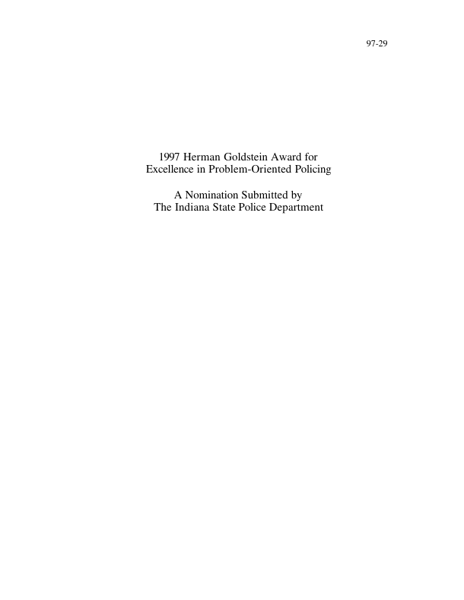 97-29
1997 Herman Goldstein Award for
Excellence in Problem-Oriented Policing
A Nomination Submitted by
The Indiana State Police Department